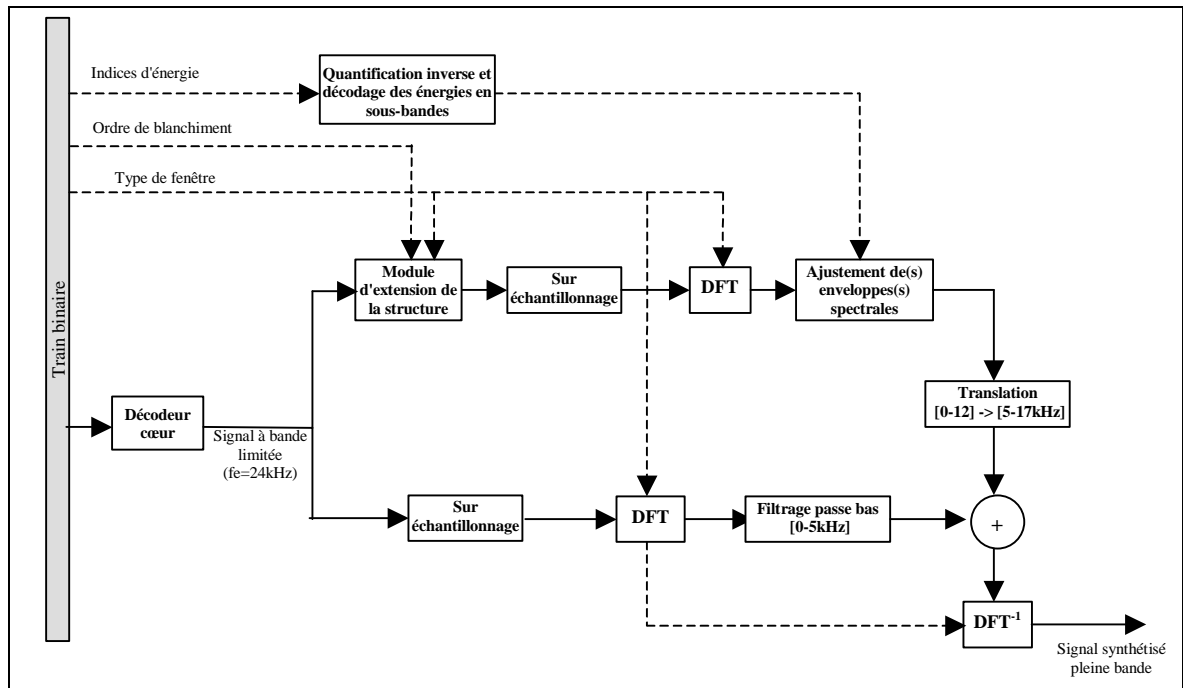 Indices d'énergie
Quantification inverse et
décodage des énergies en
sous-bandes
Ordre de blanchiment
Type de fenêtre
Train binaire
Module
d'extension de
la structure
Sur
échantillonnage
DFT
Ajustement de(s)
enveloppes(s)
spectrales
Translation
[0-12] -> [5-17kHz]
Décodeur
cœur
Signal à bande
limitée
(fe=24kHz)
Sur
échantillonnage
DFT
Filtrage passe bas
[0-5kHz]
+
DFT-1
Signal synthétisé
pleine bande